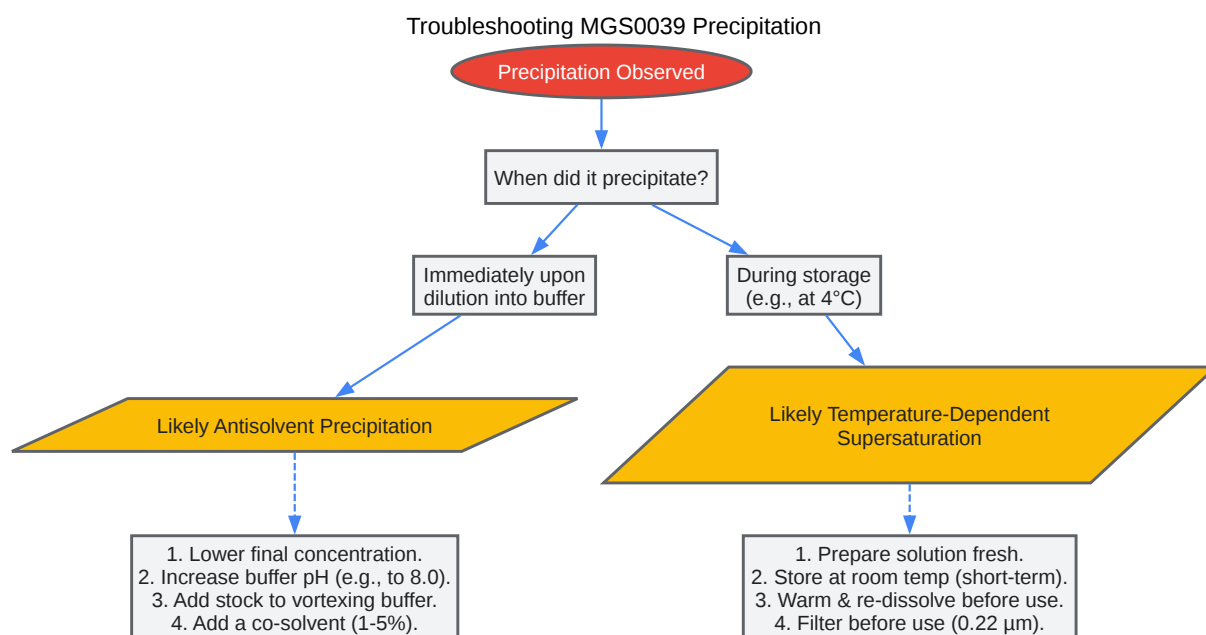 Troubleshooting MGS0039 Precipitation
Precipitation Observed
When did it precipitate?
Immediately upon
dilution into buffer
During storage
(e.g., at 4°C)
Likely Antisolvent Precipitation
Likely Temperature-Dependent
Supersaturation
1. Lower final concentration.
2. Increase buffer pH (e.g., to 8.0).
3. Add stock to vortexing buffer.
4. Add a co-solvent (1-5%).
1. Prepare solution fresh.
2. Store at room temp (short-term).
3. Warm & re-dissolve before use.
4. Filter before use (0.22 µm).